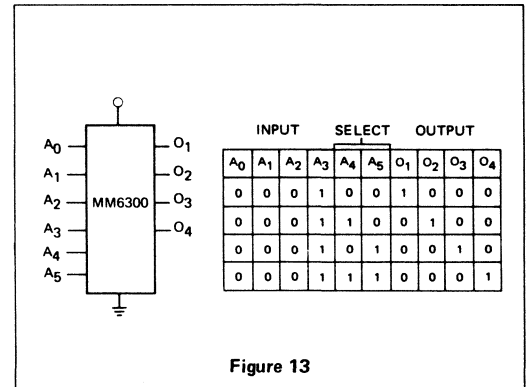 INPUT SELECT OUTPUT
A0 A1 A2 A3 A4 A5 O1 O2 O3 O4
0 0 0 1 0 0 1 0 0 0
0 0 0 1 1 0 0 1 0 0
0 0 0 1 0 1 0 0 1 0
0 0 0 1 1 1 0 0 0 1
A0
A1
A2
A3
A4
A5
MM6300
O1
O2
O3
O4
Figure 13